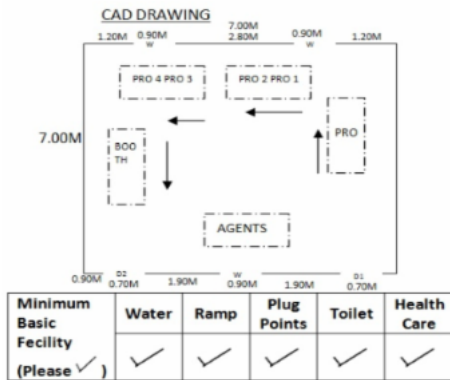 CAD DRAWING
7.00M
1.20M 0.90M 2.80M 0.90M 1.20M
W W
PRO 4 PRO 3 PRO 2 PRO 1
7.00M
BOO
TH
PRO
AGENTS
D2 W D1
0.90M 0.70M 1.90M 0.90M 1.90M 0.70M
Minimum
Basic
Fecility
(Please ✓)
Water
Ramp
Plug
Points
Toilet
Health
Care
✓ ✓ ✓ ✓ ✓